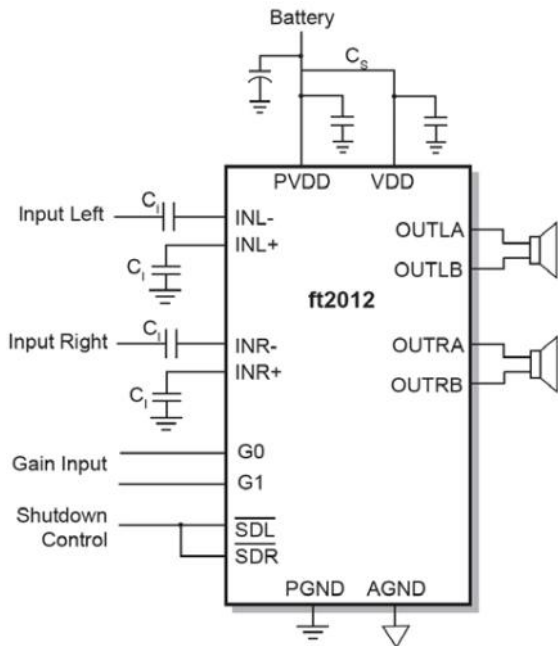 Battery
C_S
PVDD VDD
Input Left C_I INL- OUTLA
INL+
C_I OUTLB
ft2012
Input Right C_I INR- OUTRA
INR+
C_I OUTRB
G0
Gain Input
G1
Shutdown
Control
SDL
SDR
PGND AGND